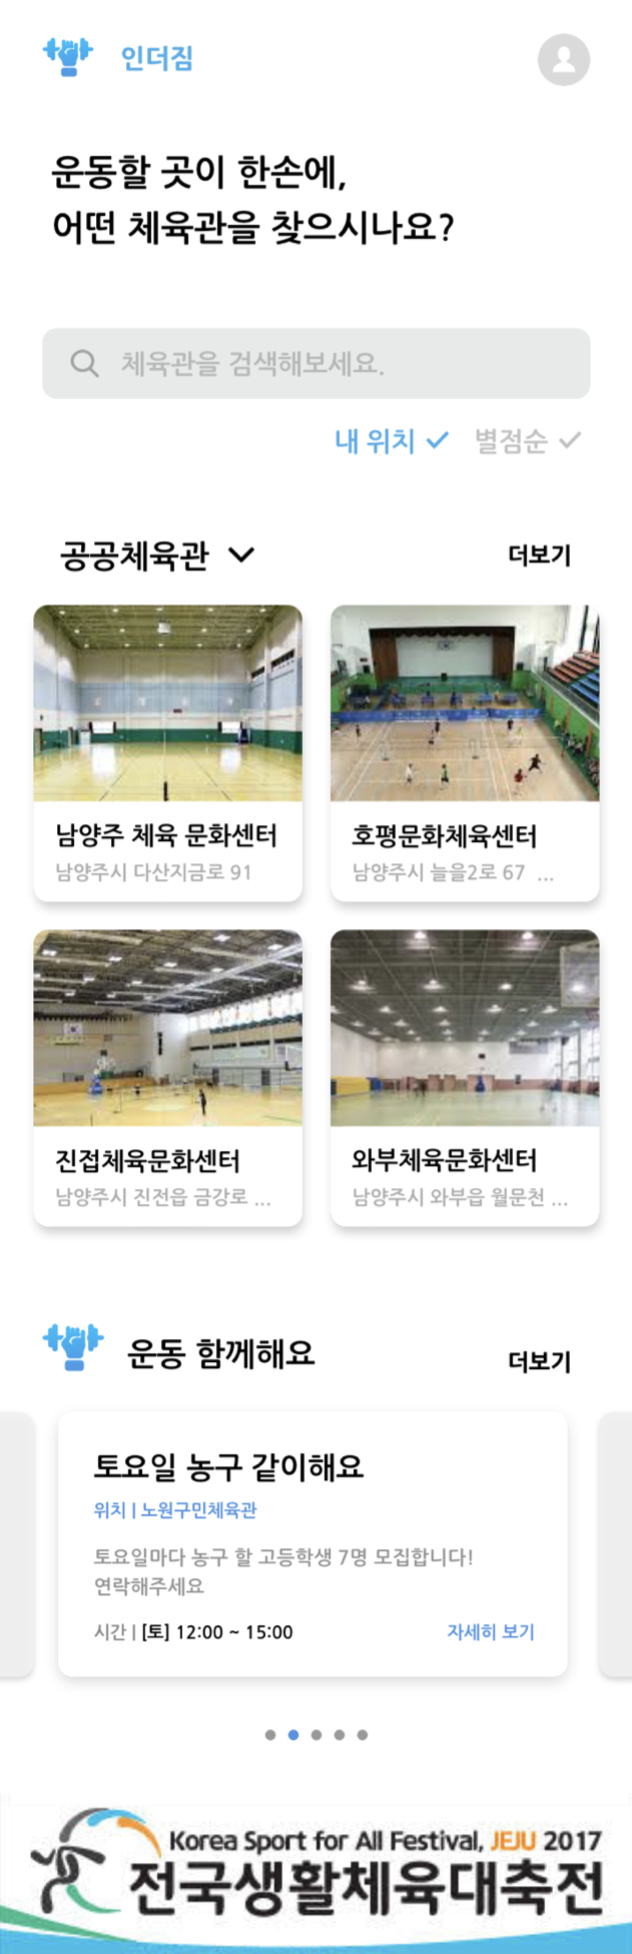 인더짐
운동할 곳이 한손에,
어떤 체육관을 찾으시나요?
체육관을 검색해보세요.
내 위치 별점순
공공체육관 더보기
남양주 체육 문화센터
남양주시 다산지금로 91
호평문화체육센터
남양주시 늘을2로 67 ...
진접체육문화센터
남양주시 진전읍 금강로 ...
와부체육문화센터
남양주시 와부읍 월문천 ...
운동 함께해요 더보기
토요일 농구 같이해요
위치 | 노원구민체육관
토요일마다 농구 할 고등학생 7명 모집합니다!
연락해주세요
시간 | [토] 12:00 ~ 15:00 자세히 보기
Korea Sport for All Festival, JEJU 2017
전국생활체육대축전